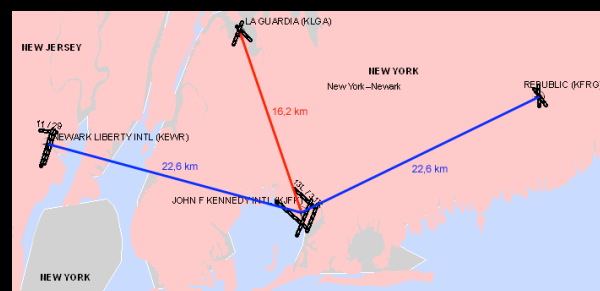 LA GUARDIA (KLGA)
NEW JERSEY
NEW YORK
New York–Newark
REPUBLIC (KFRG)
16,2 km
11 / 29
NEWARK LIBERTY INTL (KEWR)
22,6 km
22,6 km
JOHN F KENNEDY INTL (KJFK)
NEW YORK